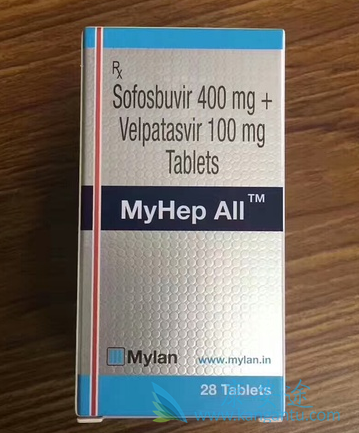 Rx
Sofosbuvir 400 mg +
Velpatasvir 100 mg
Tablets
MyHep All™
Mylan
www.mylan.in
28 Tablets